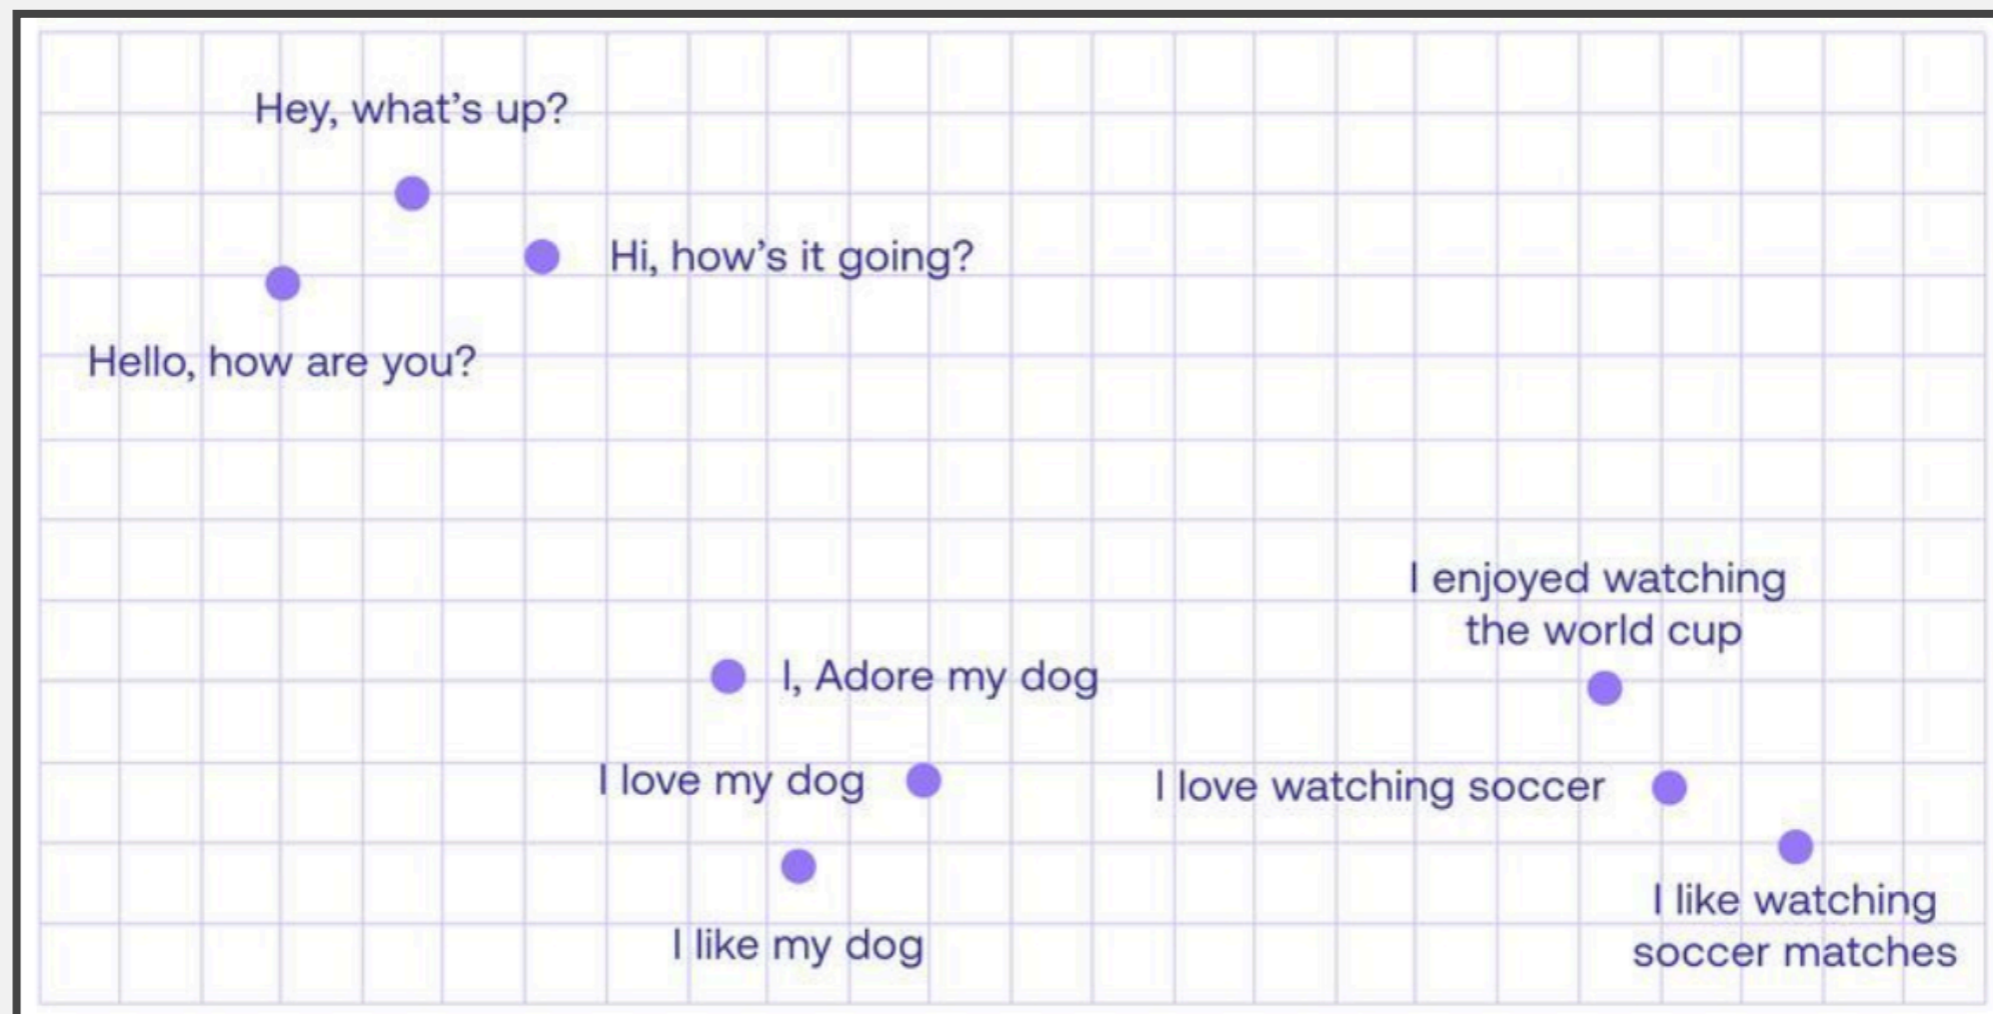 Hey, what's up?
Hi, how's it going?
Hello, how are you?
I enjoyed watching
the world cup
I, Adore my dog
I love my dog
I love watching soccer
I like my dog
I like watching
soccer matches